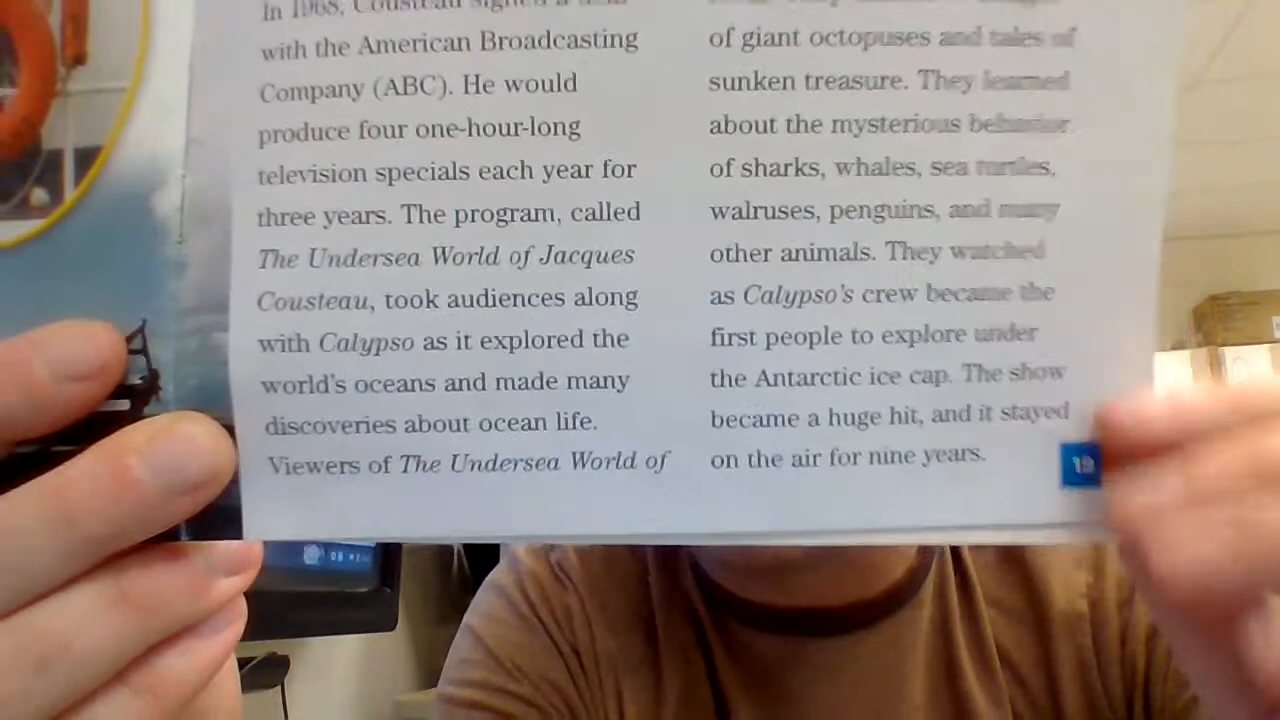 In 1968, Cousteau signed a
with the American Broadcasting
Company (ABC). He would
produce four one-hour-long
television specials each year for
three years. The program, called
The Undersea World of Jacques
Cousteau, took audiences along
with Calypso as it explored the
world's oceans and made many
discoveries about ocean life.
Viewers of The Undersea World of
of giant octopuses and tales of
sunken treasure. They learned
about the mysterious behavior
of sharks, whales, sea turtles,
walruses, penguins, and many
other animals. They watched
as Calypso's crew became the
first people to explore under
the Antarctic ice cap. The show
became a huge hit, and it stayed
on the air for nine years.
19